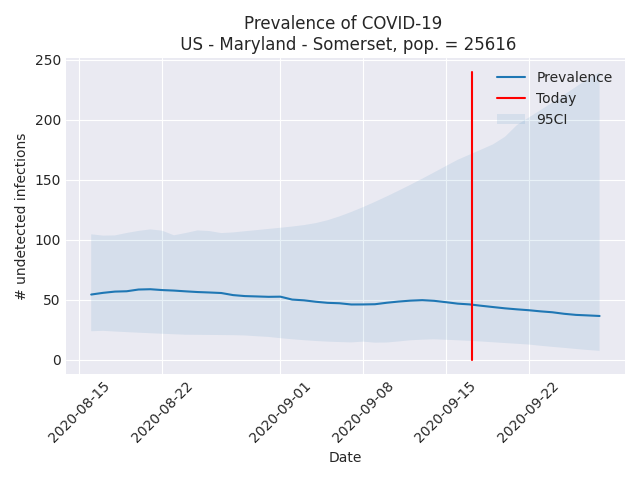 Prevalence of COVID-19
US - Maryland - Somerset, pop. = 25616
250
200
150
100
50
0
# undetected infections
Prevalence
Today
95CI
2020-08-15
2020-08-22
2020-09-01
2020-09-08
2020-09-15
2020-09-22
Date